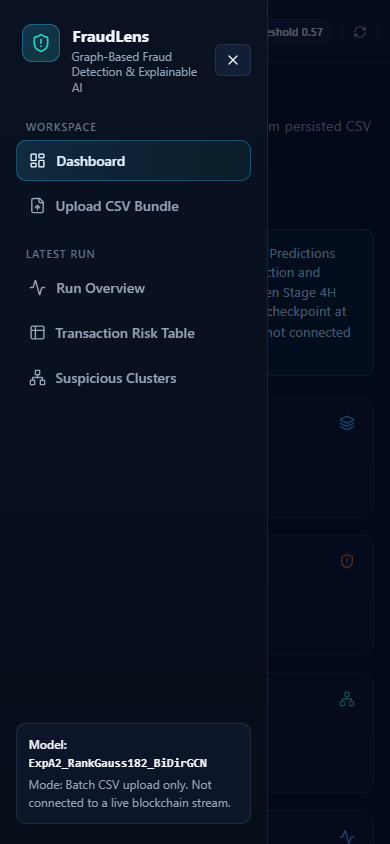 FraudLens
Graph-Based Fraud
Detection & Explainable
AI
eshold 0.57
WORKSPACE
m persisted CSV
Dashboard
Upload CSV Bundle
LATEST RUN
Predictions
ction and
en Stage 4H
checkpoint at
not connected
Run Overview
Transaction Risk Table
Suspicious Clusters
Model:
ExpA2_RankGauss182_BiDirGCN
Mode: Batch CSV upload only. Not
connected to a live blockchain stream.